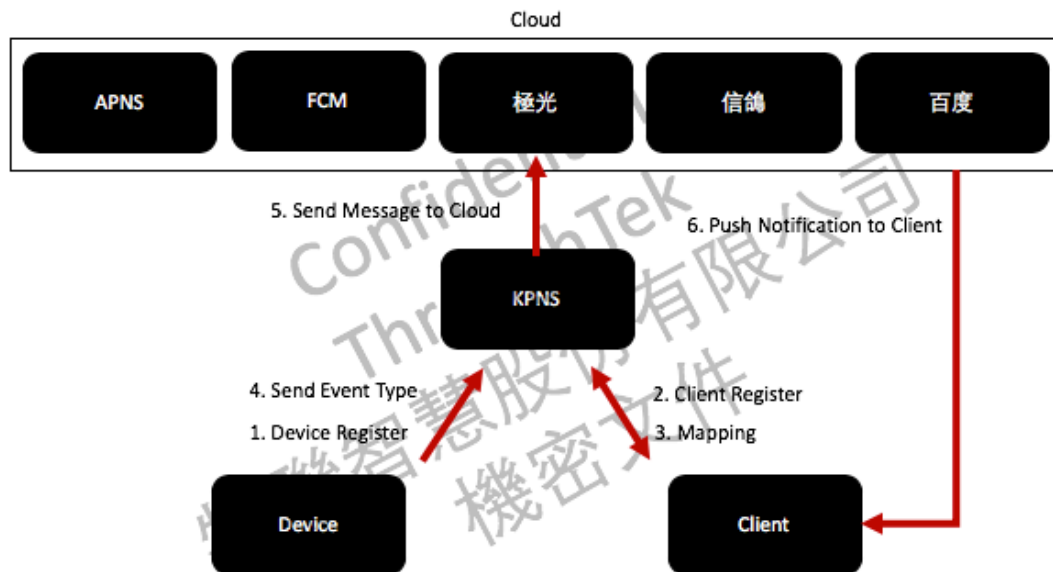 Cloud
APNS
FCM
極光
信鴿
百度
5. Send Message to Cloud
6. Push Notification to Client
KPNS
4. Send Event Type
1. Device Register
2. Client Register
3. Mapping
Device
Client
智慧股份有限公司
機密文件